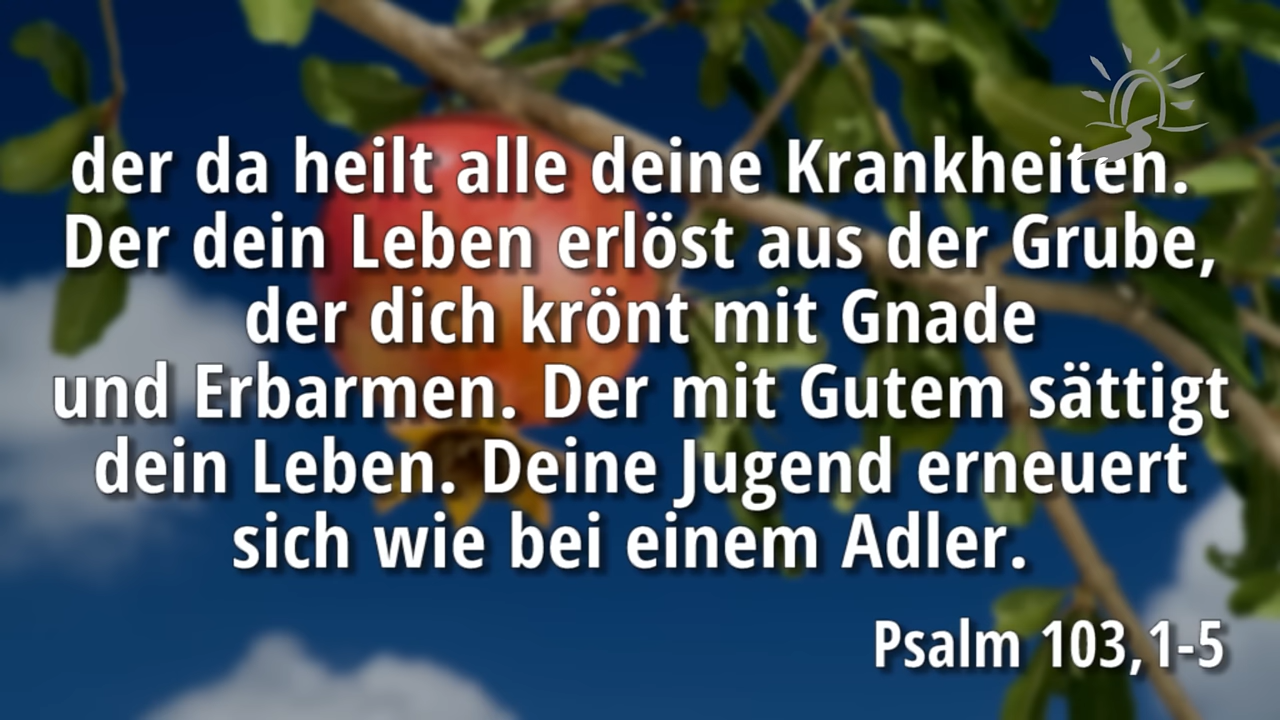 der da heilt alle deine Krankheiten.
Der dein Leben erlöst aus der Grube,
der dich krönt mit Gnade
und Erbarmen. Der mit Gutem sättigt
dein Leben. Deine Jugend erneuert
sich wie bei einem Adler.
Psalm 103,1-5